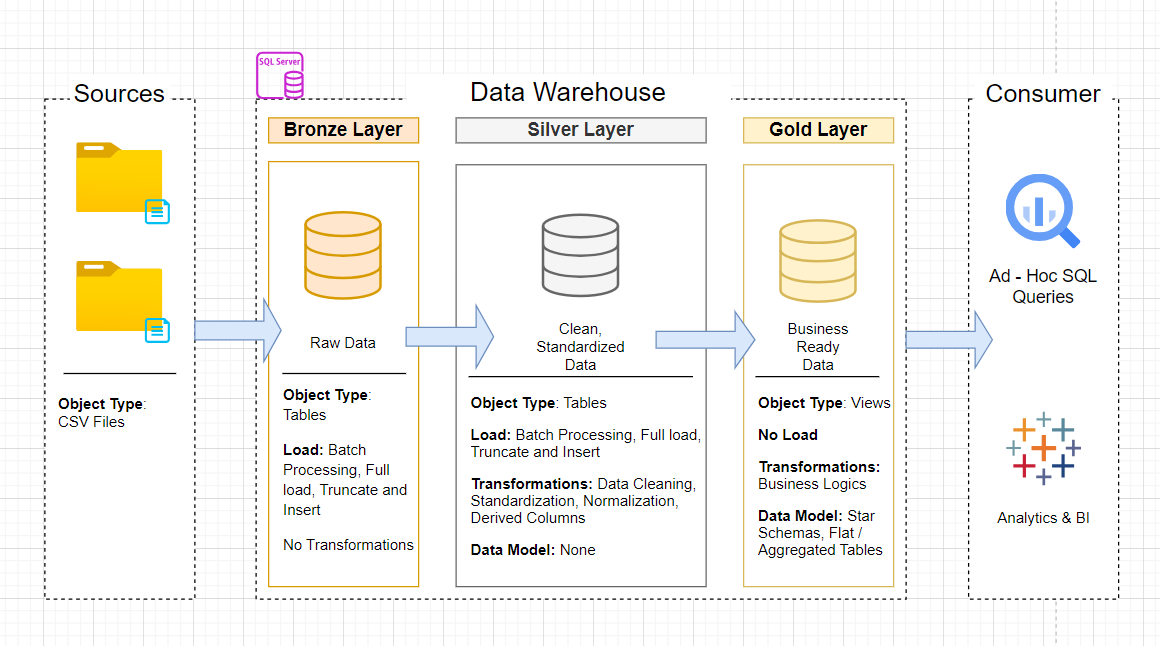 SQL Server
Sources
Data Warehouse
Consumer
Bronze Layer
Silver Layer
Gold Layer
Object Type:
CSV Files
Raw Data
Object Type:
Tables
Load: Batch
Processing, Full
load, Truncate and
Insert
No Transformations
Clean,
Standardized
Data
Object Type: Tables
Load: Batch Processing, Full load,
Truncate and Insert
Transformations: Data Cleaning,
Standardization, Normalization,
Derived Columns
Data Model: None
Business
Ready
Data
Object Type: Views
No Load
Transformations:
Business Logics
Data Model: Star
Schemas, Flat /
Aggregated Tables
Ad - Hoc SQL
Queries
Analytics & BI